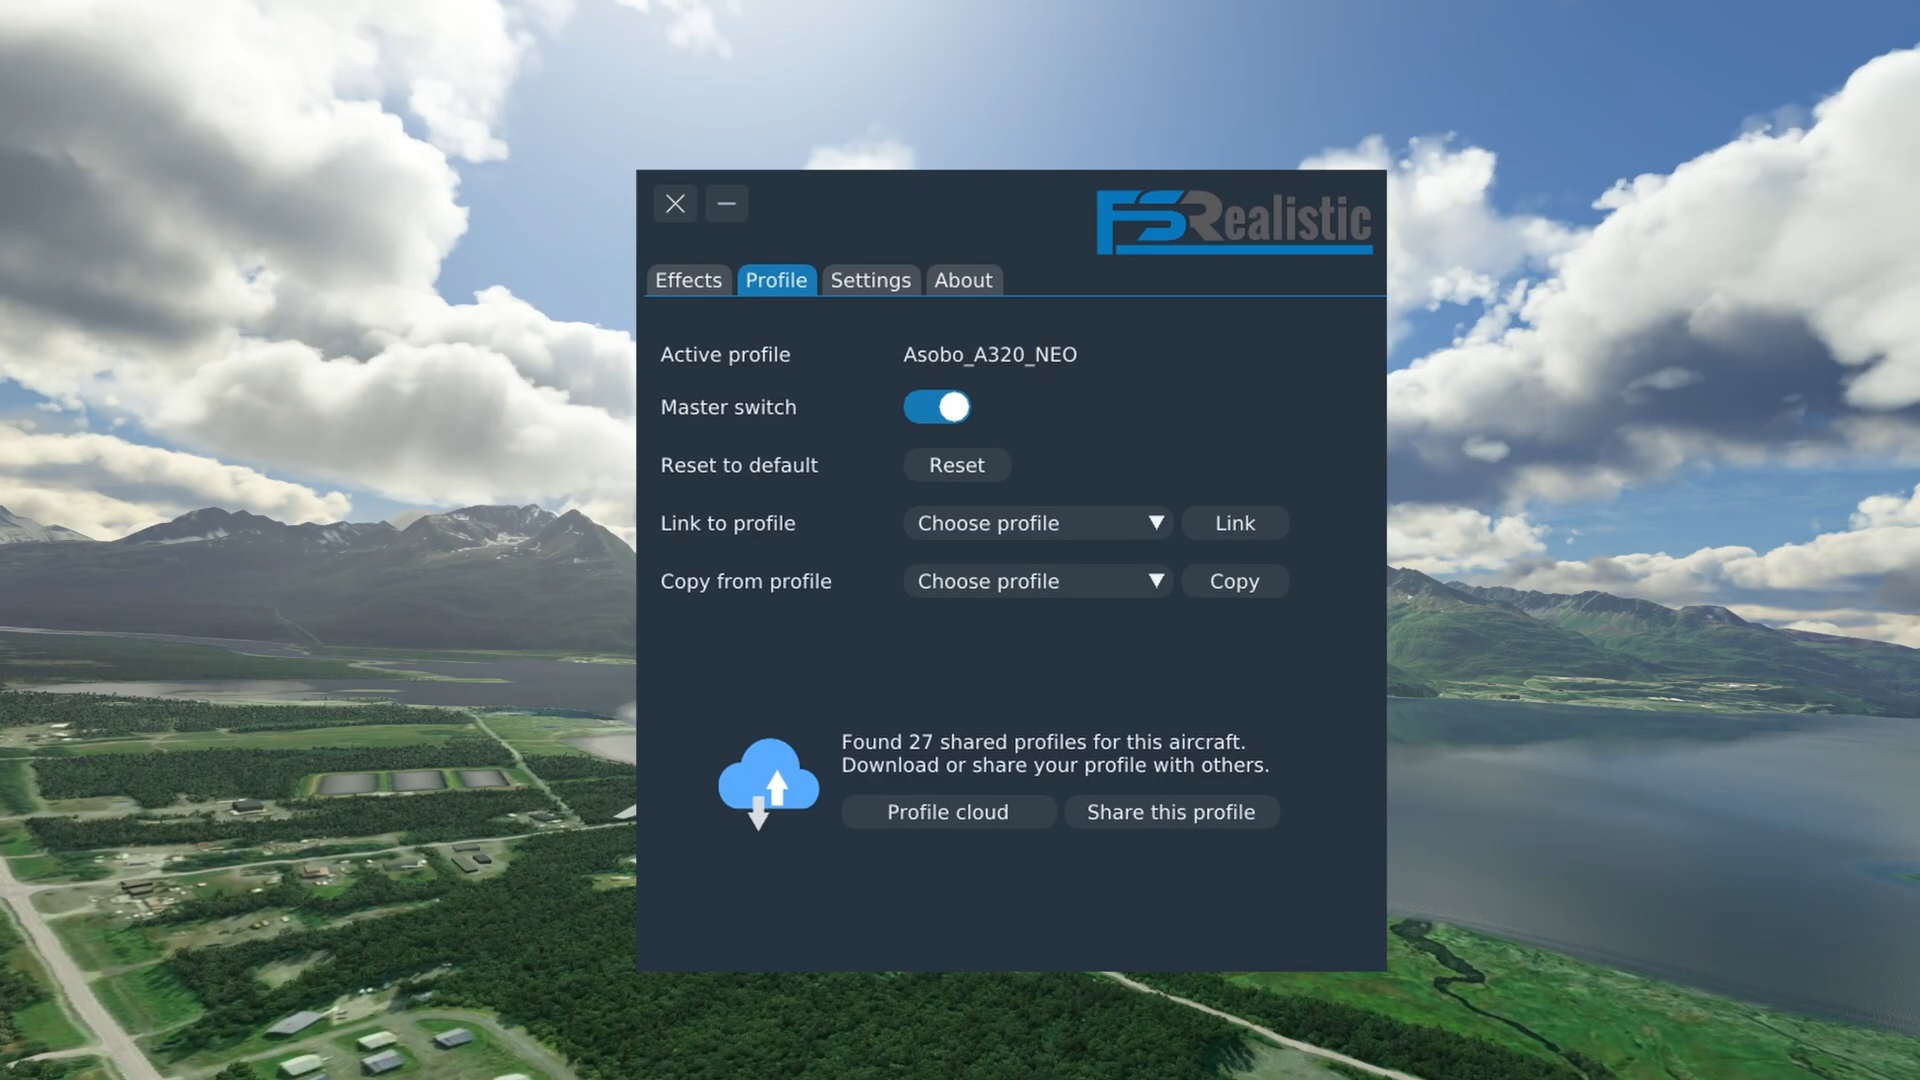 FSRealistic
Effects Profile Settings About
Active profile Asobo_A320_NEO
Master switch
Reset to default Reset
Link to profile Choose profile Link
Copy from profile Choose profile Copy
Found 27 shared profiles for this aircraft.
Download or share your profile with others.
Profile cloud Share this profile